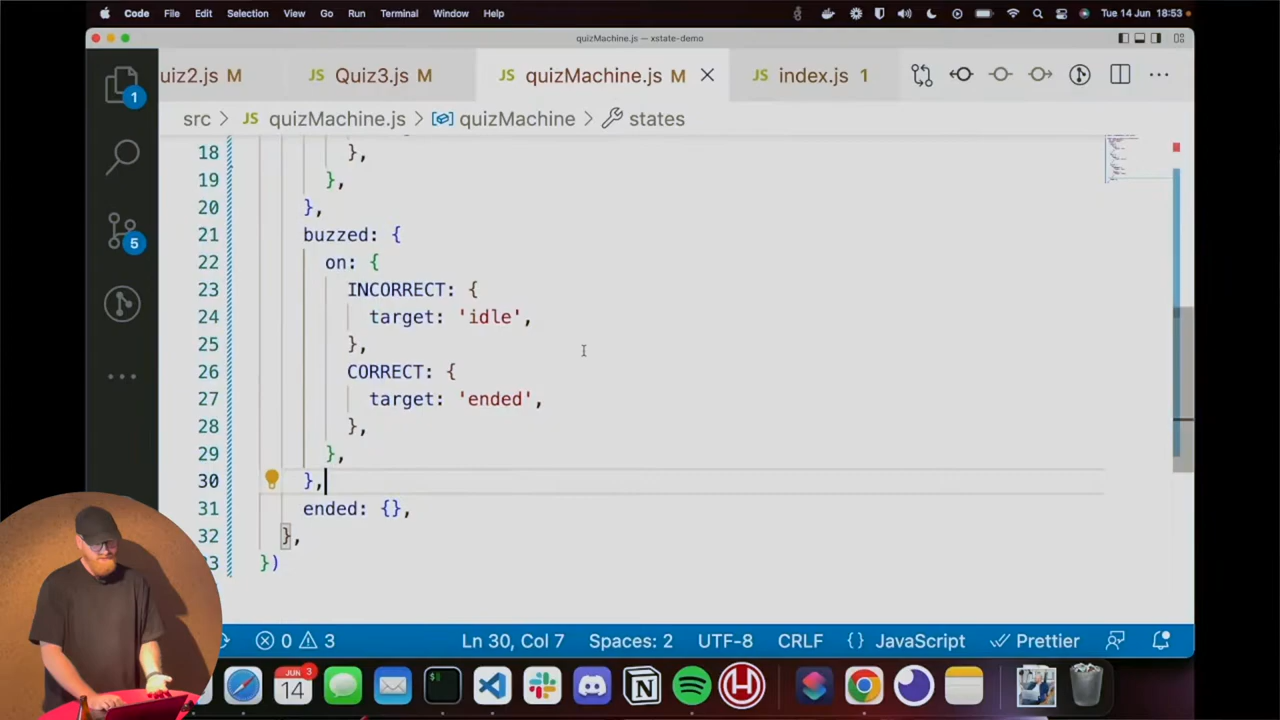 Code File Edit Selection View Go Run Terminal Window Help Tue 14 Jun 18:53
quizMachine.js — xstate-demo
uiz2.js M JS Quiz3.js M JS quizMachine.js M JS index.js 1
src > JS quizMachine.js > quizMachine > states
18 },
19 },
20 },
21 buzzed: {
22 on: {
23 INCORRECT: {
24 target: 'idle',
25 },
26 CORRECT: {
27 target: 'ended',
28 },
29 },
30 },
31 ended: {},
32 },
33 })
1
5
0 3 Ln 30, Col 7 Spaces: 2 UTF-8 CRLF {} JavaScript Prettier
JUN 3
14
$
N
H